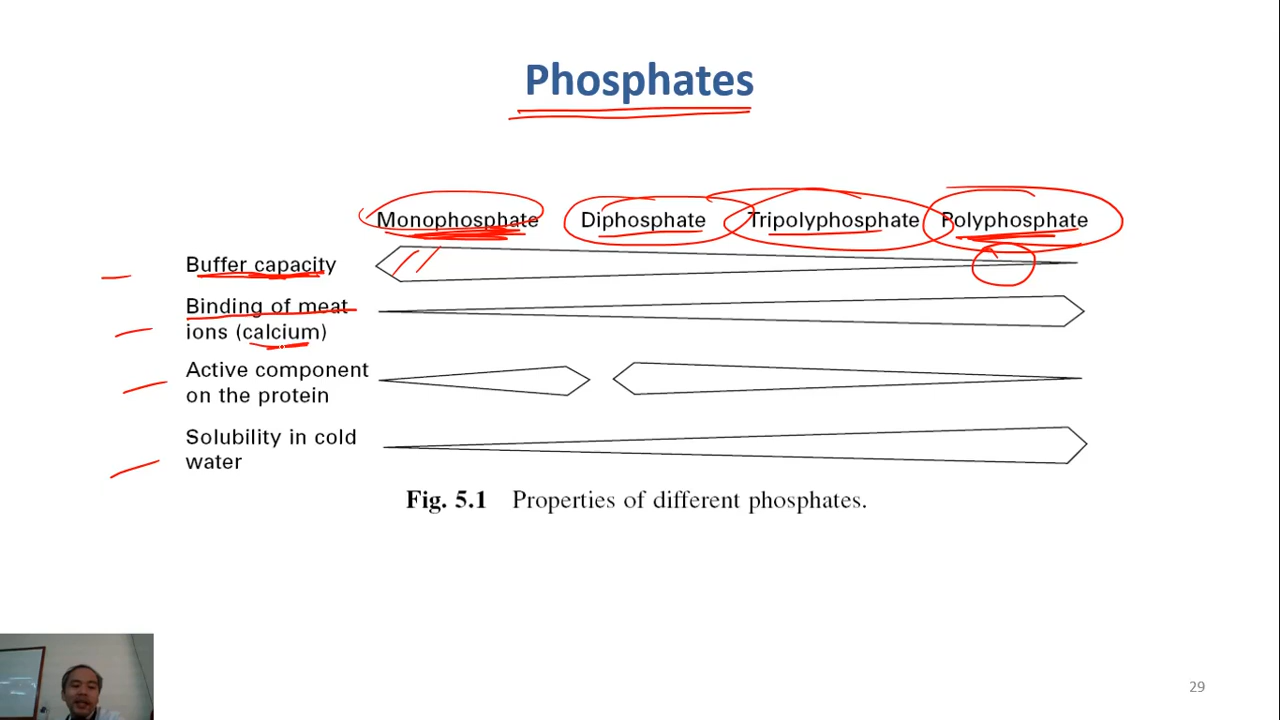 Phosphates
Monophosphate Diphosphate Tripolyphosphate Polyphosphate
Buffer capacity
Binding of meat
ions (calcium)
Active component
on the protein
Solubility in cold
water
Fig. 5.1 Properties of different phosphates.
29